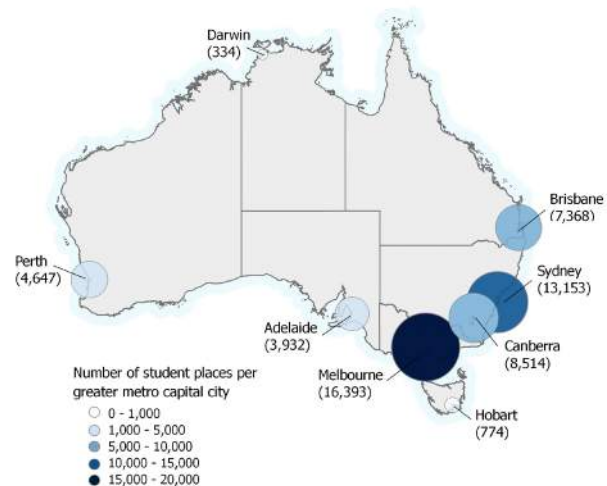 Darwin
(334)
Brisbane
(7,368)
Perth
(4,647)
Sydney
(13,153)
Adelaide
(3,932)
Canberra
(8,514)
Melbourne
(16,393)
Hobart
(774)
Number of student places per
greater metro capital city
0 - 1,000
1,000 - 5,000
5,000 - 10,000
10,000 - 15,000
15,000 - 20,000